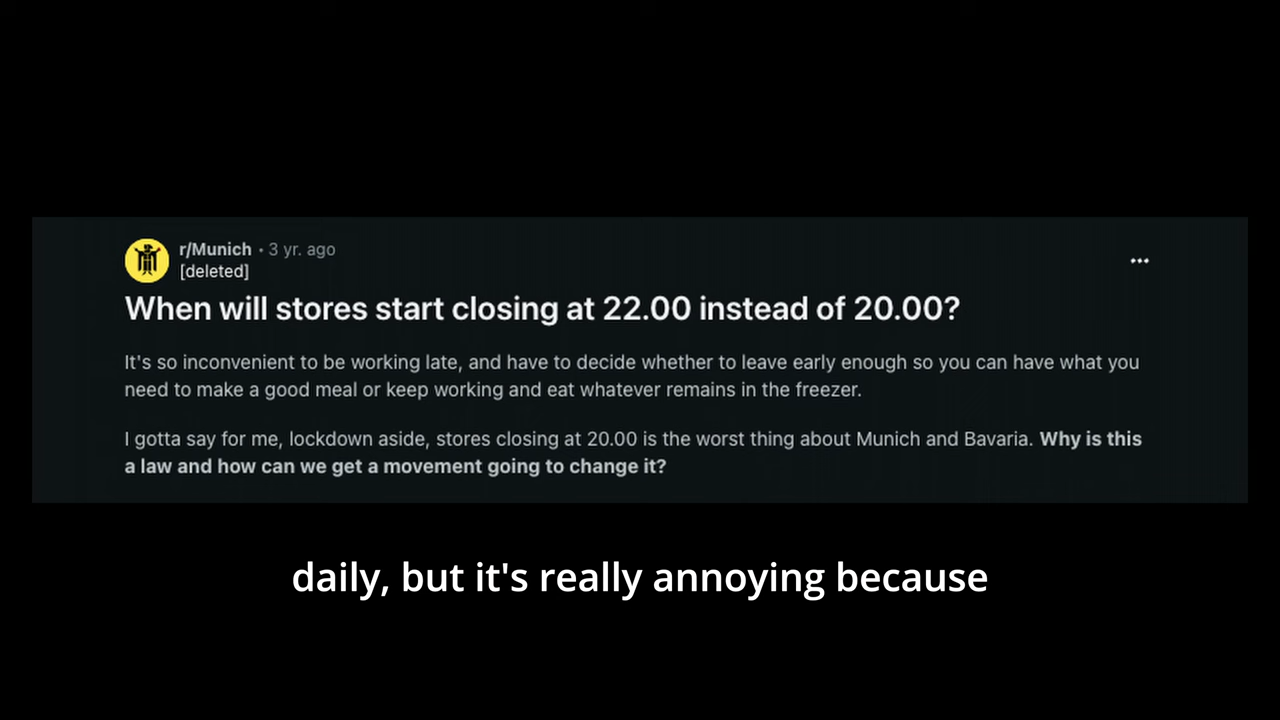 r/Munich • 3 yr. ago
[deleted]
When will stores start closing at 22.00 instead of 20.00?
It's so inconvenient to be working late, and have to decide whether to leave early enough so you can have what you
need to make a good meal or keep working and eat whatever remains in the freezer.
I gotta say for me, lockdown aside, stores closing at 20.00 is the worst thing about Munich and Bavaria. Why is this
a law and how can we get a movement going to change it?
daily, but it's really annoying because